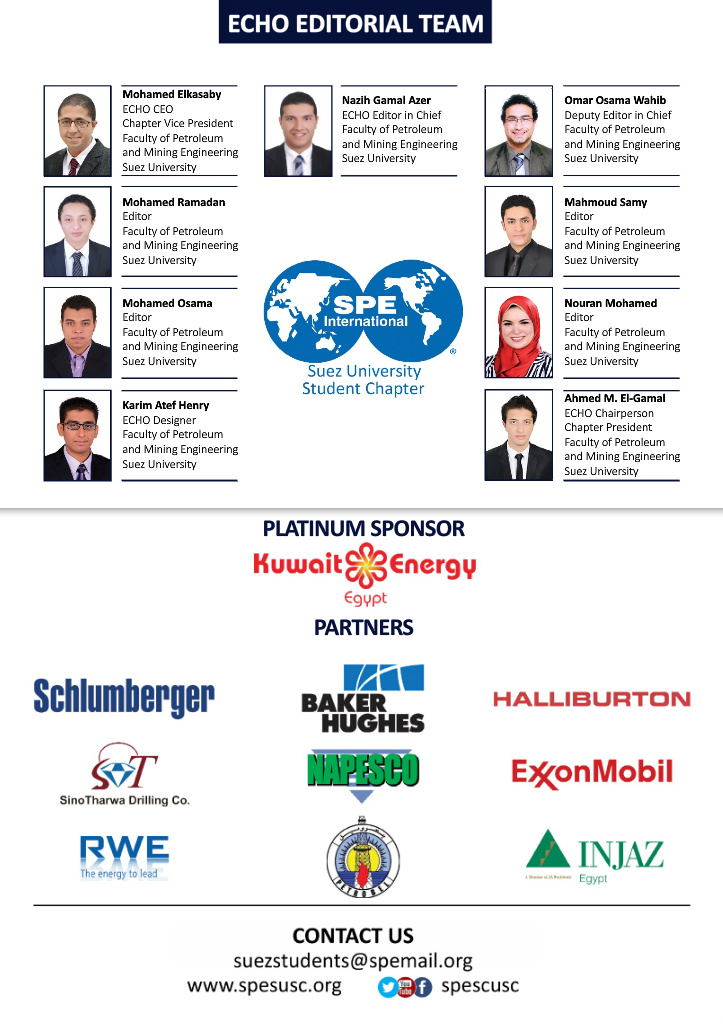 ECHO EDITORIAL TEAM
Mohamed Elkasaby
ECHO CEO
Chapter Vice President
Faculty of Petroleum
and Mining Engineering
Suez University
Nazih Gamal Azer
ECHO Editor in Chief
Faculty of Petroleum
and Mining Engineering
Suez University
Omar Osama Wahib
Deputy Editor in Chief
Faculty of Petroleum
and Mining Engineering
Suez University
Mohamed Ramadan
Editor
Faculty of Petroleum
and Mining Engineering
Suez University
Mahmoud Samy
Editor
Faculty of Petroleum
and Mining Engineering
Suez University
Mohamed Osama
Editor
Faculty of Petroleum
and Mining Engineering
Suez University
SPE
International
®
Suez University
Student Chapter
Nouran Mohamed
Editor
Faculty of Petroleum
and Mining Engineering
Suez University
Karim Atef Henry
ECHO Designer
Faculty of Petroleum
and Mining Engineering
Suez University
Ahmed M. El-Gamal
ECHO Chairperson
Chapter President
Faculty of Petroleum
and Mining Engineering
Suez University
PLATINUM SPONSOR
Kuwait Energy
Egypt
PARTNERS
Schlumberger
BAKER
HUGHES
HALLIBURTON
SDT
SinoTharwa Drilling Co.
NAPESCO
ExxonMobil
RWE
The energy to lead
PETROMEL
INJAZ
Egypt
CONTACT US
suezstudents@spemail.org
www.spesusc.org
You
Tube
f
spescusc